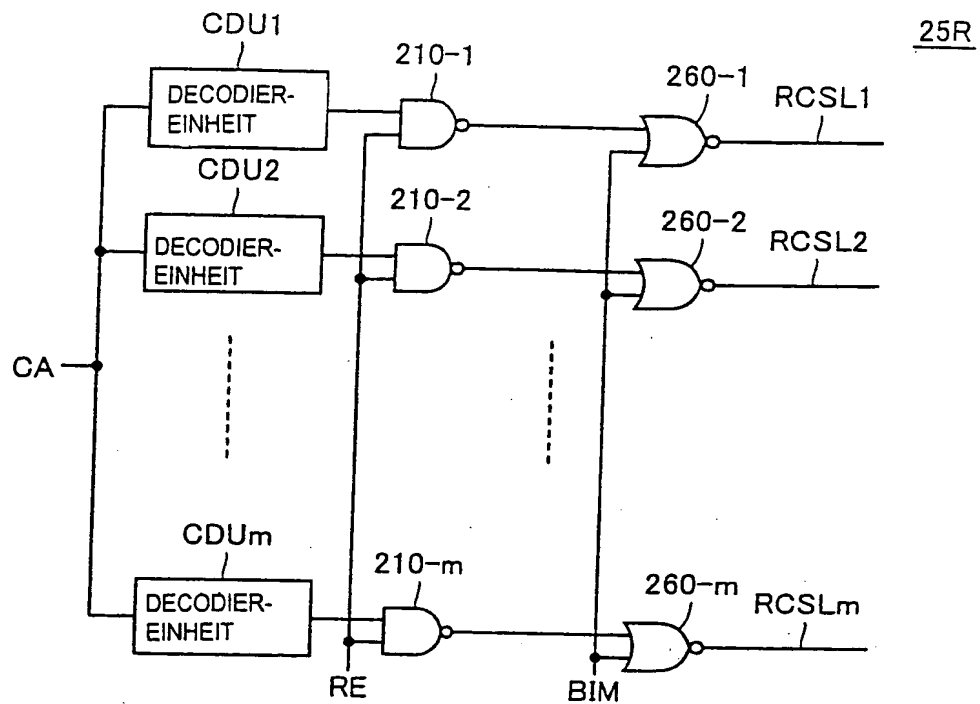 25R
CDU1
210-1
260-1
RCSL1
DECODIER-
EINHEIT
CDU2
210-2
260-2
RCSL2
DECODIER-
EINHEIT
CA
CDUm
210-m
260-m
RCSLm
DECODIER-
EINHEIT
RE
BIM